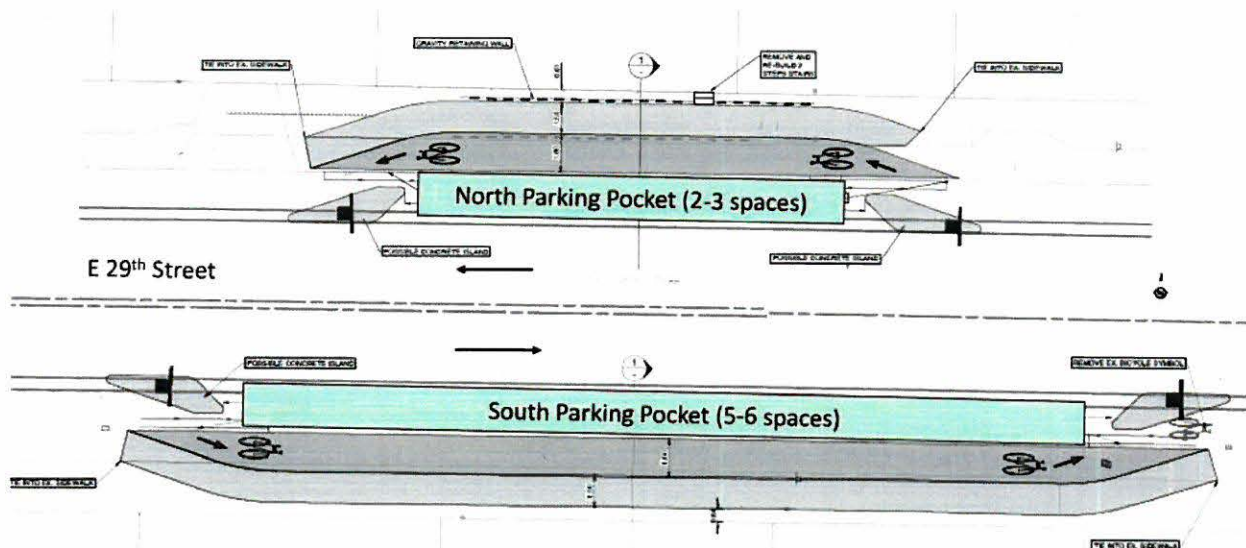 GRAVITY RETAINING WALL
1
REMOVE AND
RE-BUILD 2
STEPS STAIRS
TIE INTO EX. SIDEWALK
TIE INTO EX. SIDEWALK
North Parking Pocket (2-3 spaces)
POSSIBLE CONCRETE ISLAND
POSSIBLE CONCRETE ISLAND
E 29th Street
1
POSSIBLE CONCRETE ISLAND
REMOVE EX. BICYCLE SYMBOL
South Parking Pocket (5-6 spaces)
TIE INTO EX. SIDEWALK
TIE INTO EX. SIDEWALK